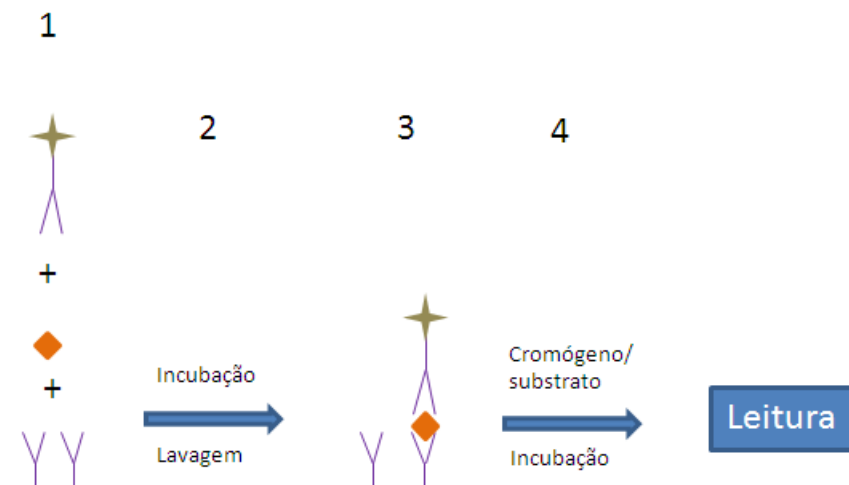 1
2
3
4
+
+
Incubação
Lavagem
Cromógeno/
substrato
Incubação
Leitura